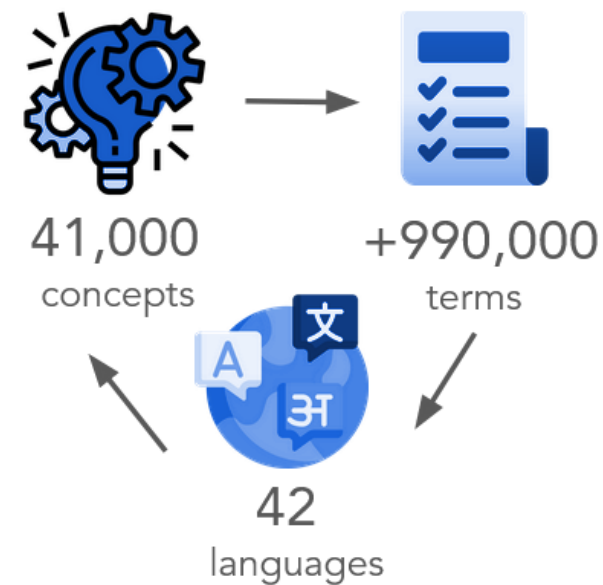 41,000
concepts
+990,000
terms
文
A
अ
42
languages